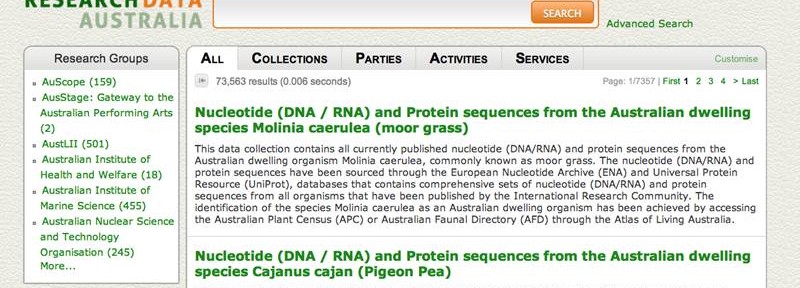 RESEARCH DATA
AUSTRALIA
SEARCH
Advanced Search
Research Groups
AuScope (159)
AusStage: Gateway to the
Australian Performing Arts
(2)
AustLII (501)
Australian Institute of
Health and Welfare (18)
Australian Institute of
Marine Science (455)
Australian Nuclear Science
and Technology
Organisation (245)
More...
ALL COLLECTIONS PARTIES ACTIVITIES SERVICES Customise
73,563 results (0.006 seconds) Page: 1/7357 | First 1 2 3 4 > Last
Nucleotide (DNA / RNA) and Protein sequences from the Australian dwelling
species Molinia caerulea (moor grass)
This data collection contains all currently published nucleotide (DNA/RNA) and protein sequences from the
Australian dwelling organism Molinia caerulea, commonly known as moor grass. The nucleotide (DNA/RNA) and
protein sequences have been sourced through the European Nucleotide Archive (ENA) and Universal Protein
Resource (UniProt), databases that contains comprehensive sets of nucleotide (DNA/RNA) and protein
sequences from all organisms that have been published by the International Research Community. The
identification of the species Molinia caerulea as an Australian dwelling organism has been achieved by accessing
the Australian Plant Census (APC) or Australian Faunal Directory (AFD) through the Atlas of Living Australia.
Nucleotide (DNA / RNA) and Protein sequences from the Australian dwelling
species Cajanus cajan (Pigeon Pea)